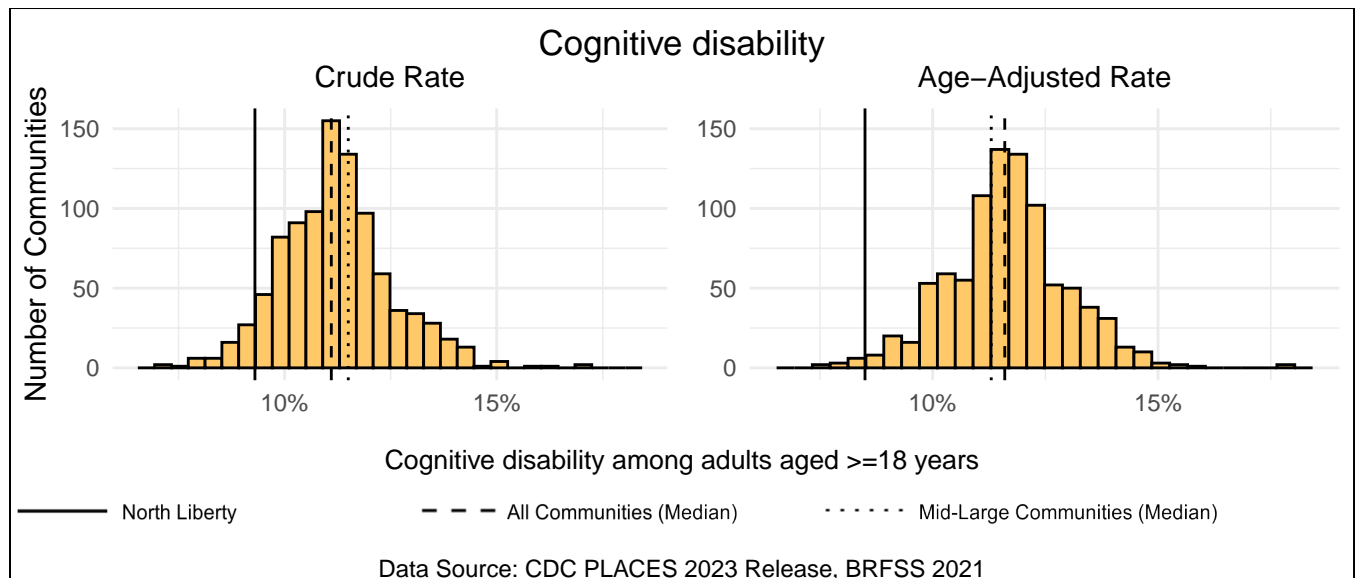 Cognitive disability
Crude Rate
Age−Adjusted Rate
Number of Communities
150
100
50
0
10%
15%
150
100
50
0
10%
15%
Cognitive disability among adults aged >=18 years
North Liberty
All Communities (Median)
Mid-Large Communities (Median)
Data Source: CDC PLACES 2023 Release, BRFSS 2021